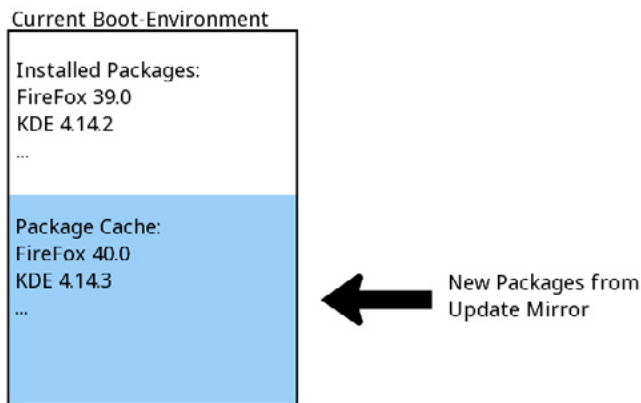 Current Boot-Environment
Installed Packages:
FireFox 39.0
KDE 4.14.2
...
Package Cache:
FireFox 40.0
KDE 4.14.3
...
New Packages from
Update Mirror